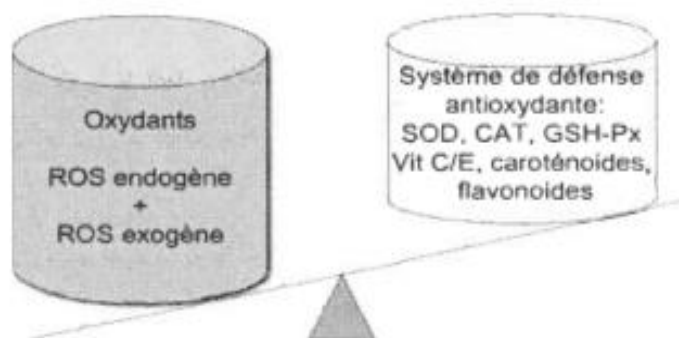 Oxydants
ROS endogène
+
ROS exogène
Système de défense
antioxydante:
SOD, CAT, GSH-Px
Vit C/E, caroténoides,
flavonoides